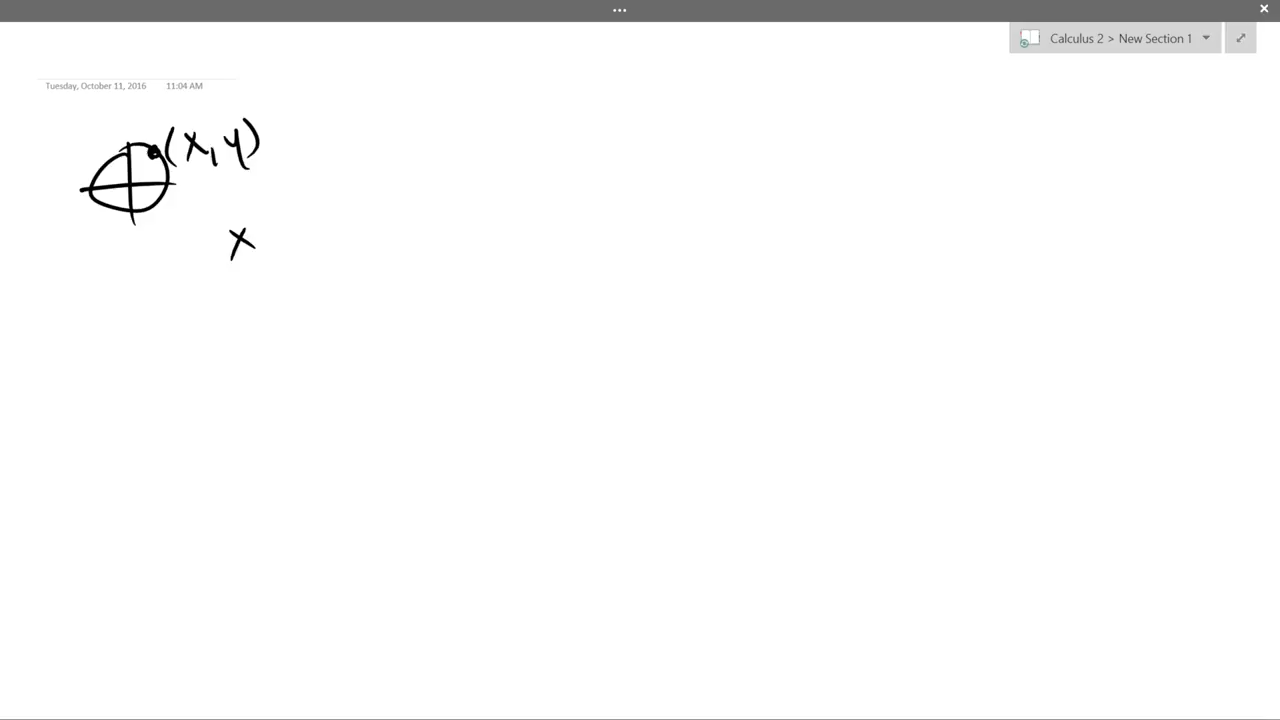 Calculus 2 > New Section 1
Tuesday, October 11, 2016 11:04 AM
(x, y)
x